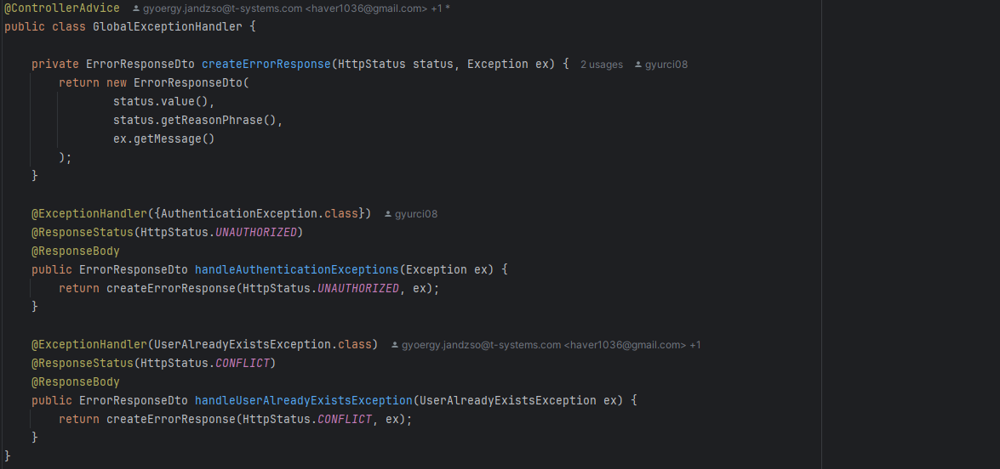 @ControllerAdvice gyoergy.jandzso@t-systems.com <haver1036@gmail.com> +1 *
public class GlobalExceptionHandler {
private ErrorResponseDto createErrorResponse(HttpStatus status, Exception ex) { 2 usages gyurci08
return new ErrorResponseDto(
status.value(),
status.getReasonPhrase(),
ex.getMessage()
);
}
@ExceptionHandler({AuthenticationException.class}) gyurci08
@ResponseStatus(HttpStatus.UNAUTHORIZED)
@ResponseBody
public ErrorResponseDto handleAuthenticationExceptions(Exception ex) {
return createErrorResponse(HttpStatus.UNAUTHORIZED, ex);
}
@ExceptionHandler(UserAlreadyExistsException.class) gyoergy.jandzso@t-systems.com <haver1036@gmail.com> +1
@ResponseStatus(HttpStatus.CONFLICT)
@ResponseBody
public ErrorResponseDto handleUserAlreadyExistsException(UserAlreadyExistsException ex) {
return createErrorResponse(HttpStatus.CONFLICT, ex);
}
}